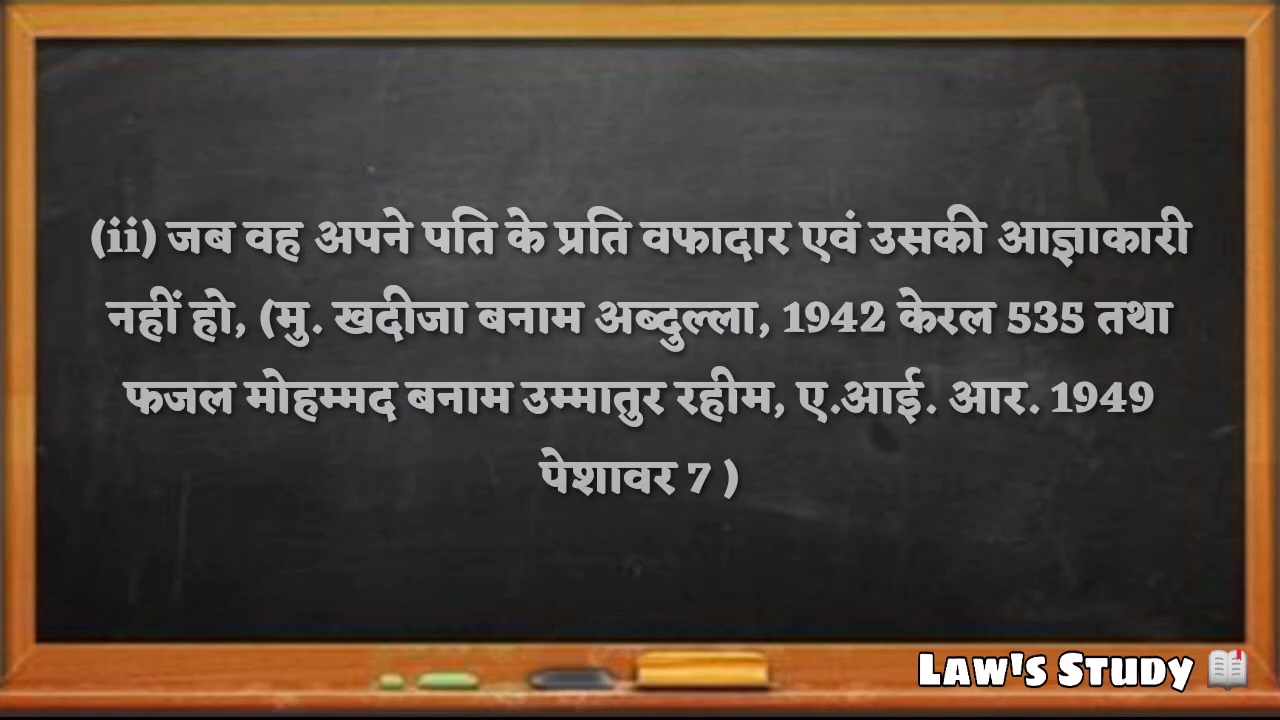 (ii) जब वह अपने पति के प्रति वफादार एवं उसकी आज्ञाकारी
नहीं हो, (मु. खदीजा बनाम अब्दुल्ला, 1942 केरल 535 तथा
फजल मोहम्मद बनाम उम्मातुर रहीम, ए.आई. आर. 1949
पेशावर 7 )
Law's Study 📖